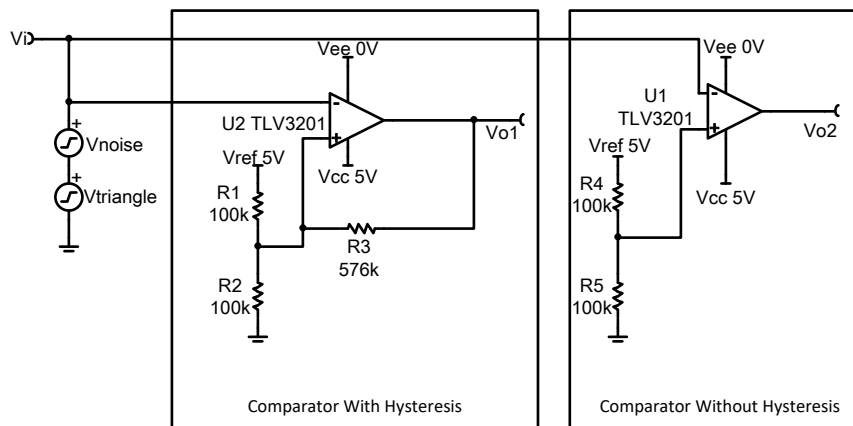 Vi
Vee 0V
Vee 0V
U2 TLV3201
U1
TLV3201
-
+
-
+
Vo1
Vo2
+
Vnoise
Vref 5V
Vcc 5V
Vref 5V
Vcc 5V
+
Vtriangle
R1
100k
R4
100k
R3
576k
R2
100k
R5
100k
Comparator With Hysteresis
Comparator Without Hysteresis